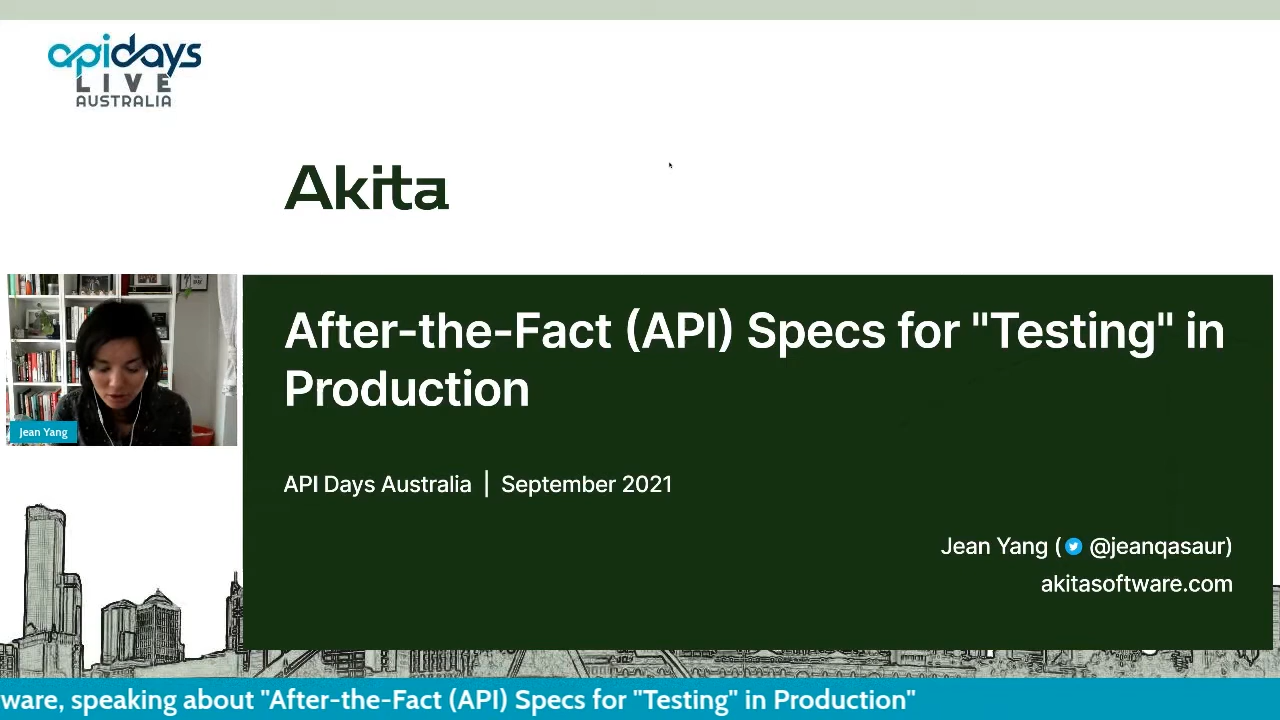 apidays
LIVE
AUSTRALIA
Akita
After-the-Fact (API) Specs for "Testing" in
Production
Jean Yang
API Days Australia | September 2021
Jean Yang ( @jeanqasaur)
akitasoftware.com
ware, speaking about "After-the-Fact (API) Specs for "Testing" in Production"